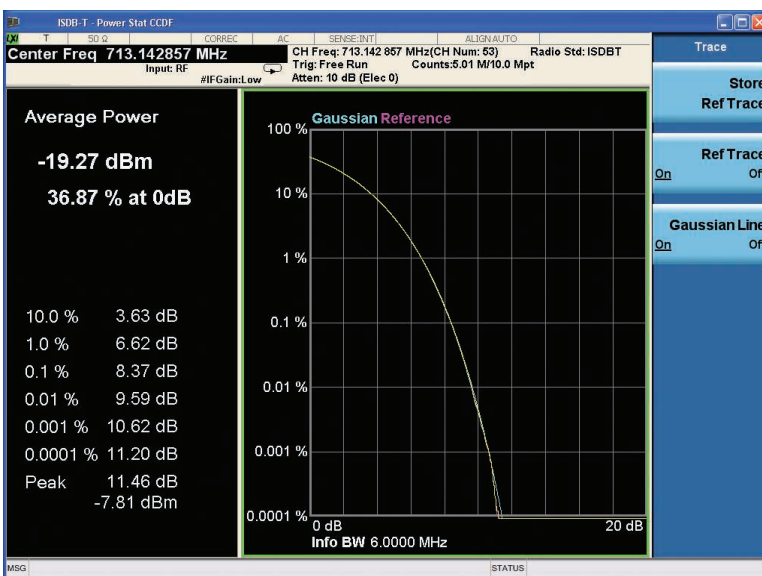 ISDB-T - Power Stat CCDF
LXI T 50 Ω CORREC AC SENSE:INT ALIGNAUTO
Center Freq 713.142857 MHz
Input: RF
#IFGain:Low
CH Freq: 713.142 857 MHz(CH Num: 53) Radio Std: ISDBT
Trig: Free Run Counts:5.01 M/10.0 Mpt
Atten: 10 dB (Elec 0)
Trace
Store
Ref Trace
Ref Trace
On Of
Gaussian Line
On Of
Average Power
-19.27 dBm
36.87 % at 0dB
10.0 % 3.63 dB
1.0 % 6.62 dB
0.1 % 8.37 dB
0.01 % 9.59 dB
0.001 % 10.62 dB
0.0001 % 11.20 dB
Peak 11.46 dB
-7.81 dBm
Gaussian Reference
100 %
10 %
1 %
0.1 %
0.01 %
0.001 %
0.0001 %
0 dB 20 dB
Info BW 6.0000 MHz
MSG STATUS